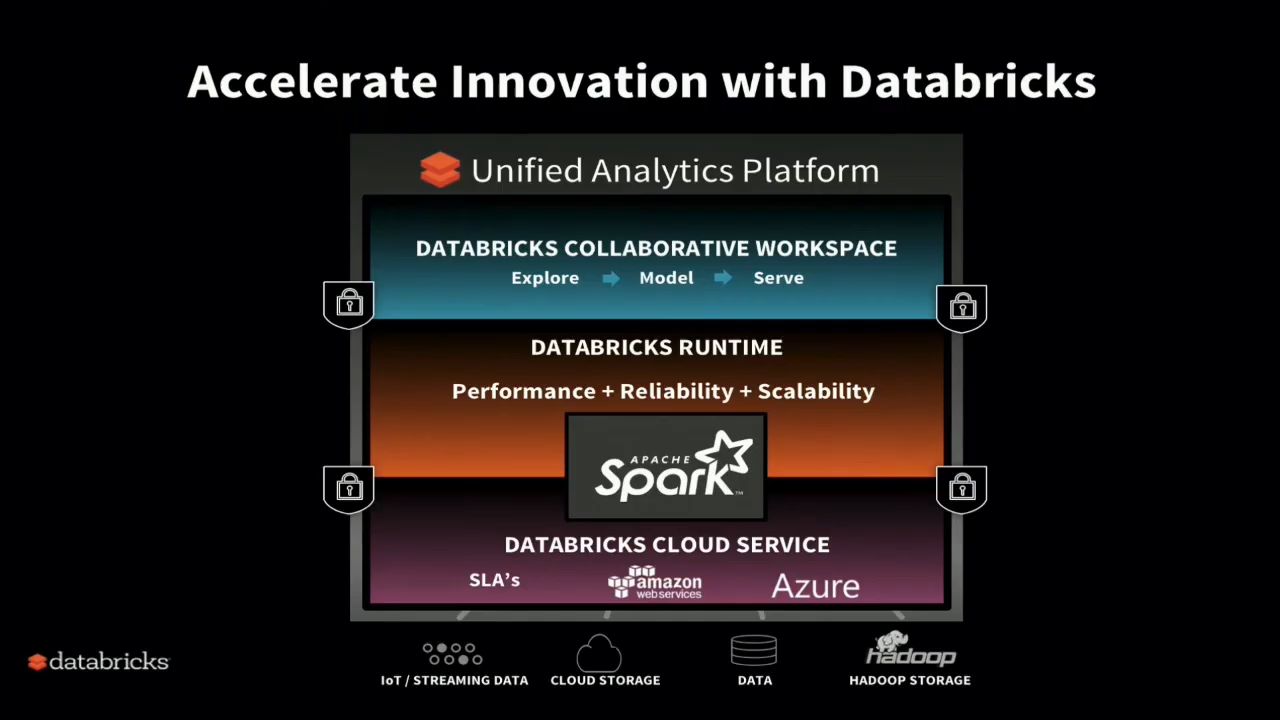 Accelerate Innovation with Databricks
Unified Analytics Platform
DATABRICKS COLLABORATIVE WORKSPACE
Explore Model Serve
DATABRICKS RUNTIME
Performance + Reliability + Scalability
APACHE
Spark™
DATABRICKS CLOUD SERVICE
SLA's
amazon
web services
Azure
databricks
hadoop
IoT / STREAMING DATA
CLOUD STORAGE
DATA
HADOOP STORAGE